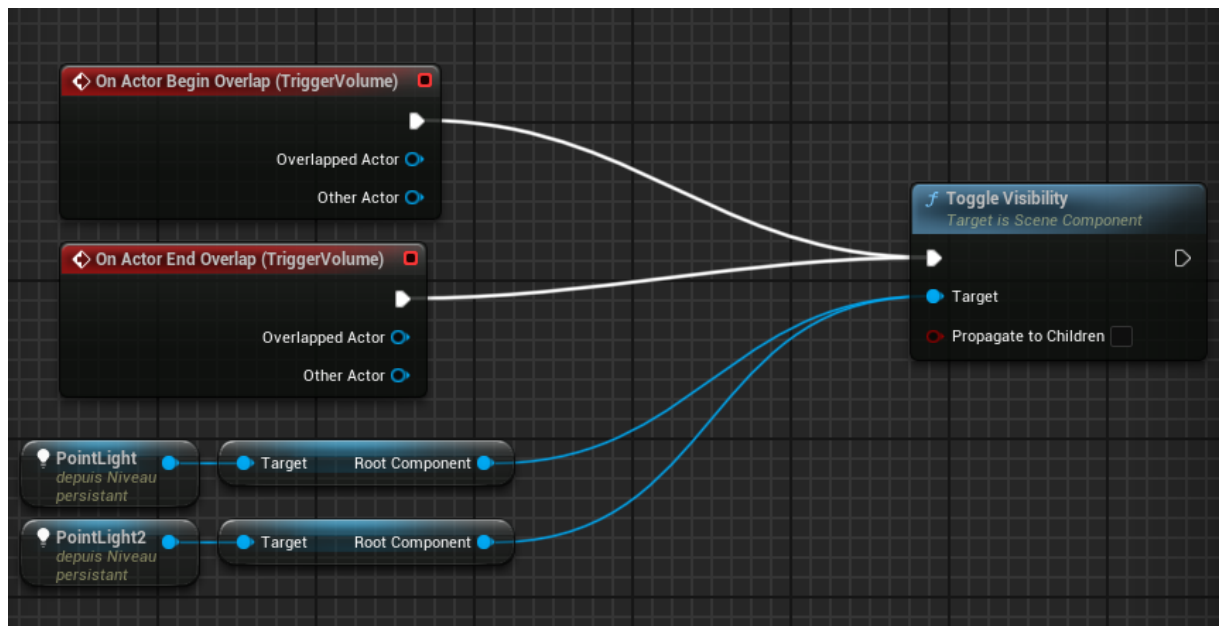 On Actor Begin Overlap (TriggerVolume)
Overlapped Actor
Other Actor
On Actor End Overlap (TriggerVolume)
Overlapped Actor
Other Actor
PointLight
depuis Niveau
persistant
Target Root Component
PointLight2
depuis Niveau
persistant
Target Root Component
f Toggle Visibility
Target is Scene Component
Target
Propagate to Children